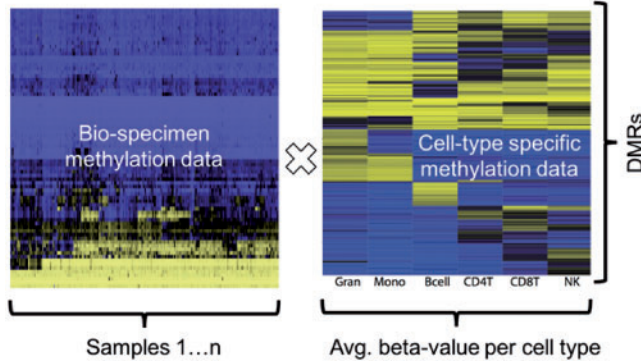 Bio-specimen
methylation data
Cell-type specific
methylation data
DMRs
Gran Mono Bcell CD4T CD8T NK
Samples 1...n
Avg. beta-value per cell type